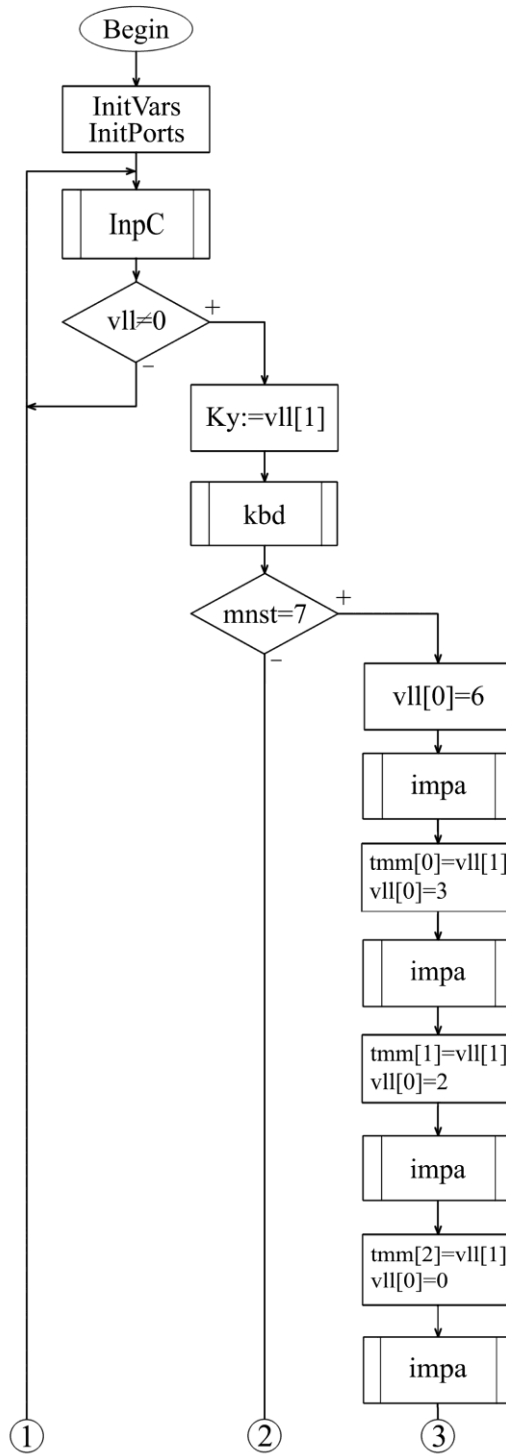 Begin
InitVars
InitPorts
InpC
vll≠0
+
−
Ky:=vll[1]
kbd
mnst=7
+
−
vll[0]=6
impa
tmm[0]=vll[1]
vll[0]=3
impa
tmm[1]=vll[1]
vll[0]=2
impa
tmm[2]=vll[1]
vll[0]=0
impa
1
2
3